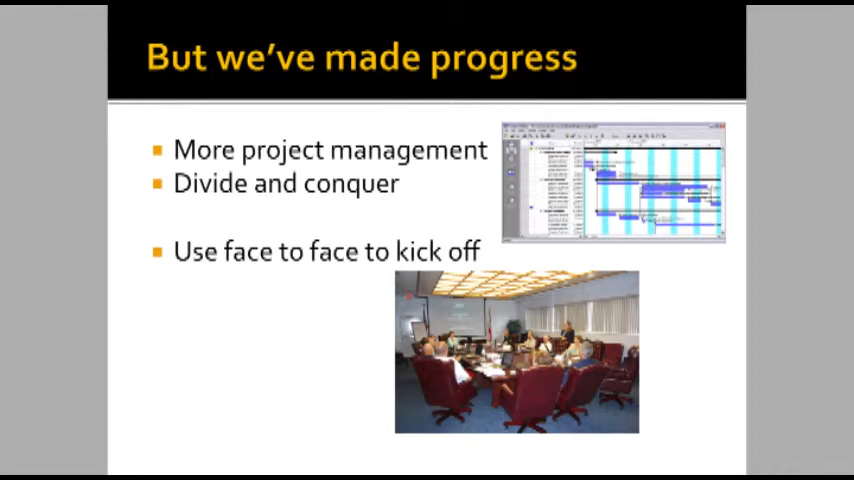 But we've made progress
More project management
Divide and conquer
Use face to face to kick off